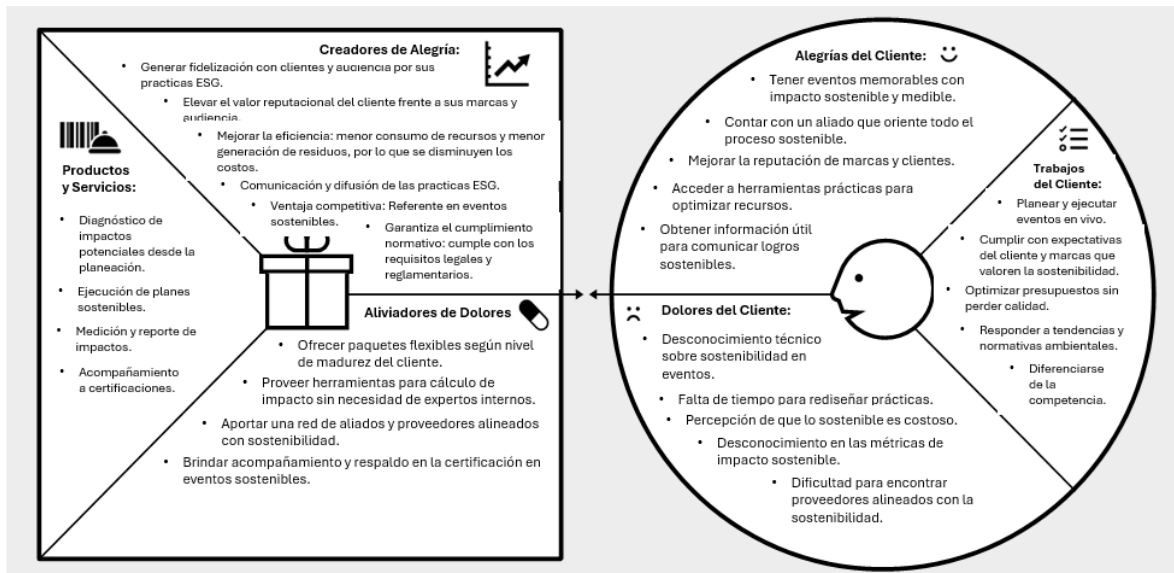 Creadores de Alegría:
• Generar fidelización con clientes y audiencia por sus
practicas ESG.
• Elevar el valor reputacional del cliente frente a sus marcas y
audiencia.
• Mejorar la eficiencia: menor consumo de recursos y menor
generación de residuos, por lo que se disminuyen los
costos.
• Comunicación y difusión de las practicas ESG.
• Ventaja competitiva: Referente en eventos
sostenibles.
• Garantiza el cumplimiento
normativo: cumple con los
requisitos legales y
reglamentarios.
Productos
y Servicios:
• Diagnóstico de
impactos
potenciales desde la
planeación.
• Ejecución de planes
sostenibles.
• Medición y reporte de
impactos.
• Acompañamiento
a certificaciones.
Aliviadores de Dolores
• Ofrecer paquetes flexibles según nivel
de madurez del cliente.
• Proveer herramientas para cálculo de
impacto sin necesidad de expertos internos.
• Aportar una red de aliados y proveedores alineados
con sostenibilidad.
• Brindar acompañamiento y respaldo en la certificación en
eventos sostenibles.
Alegrías del Cliente:
• Tener eventos memorables con
impacto sostenible y medible.
• Contar con un aliado que oriente todo el
proceso sostenible.
• Mejorar la reputación de marcas y clientes.
• Acceder a herramientas prácticas para
optimizar recursos.
• Obtener información útil
para comunicar logros
sostenibles.
Trabajos
del Cliente:
• Planear y ejecutar
eventos en vivo.
• Cumplir con expectativas
del cliente y marcas que
valoren la sostenibilidad.
• Optimizar presupuestos sin
perder calidad.
• Responder a tendencias y
normativas ambientales.
• Diferenciarse
de la
competencia.
Dolores del Cliente:
• Desconocimiento técnico
sobre sostenibilidad en
eventos.
• Falta de tiempo para rediseñar prácticas.
• Percepción de que lo sostenible es costoso.
• Desconocimiento en las métricas de
impacto sostenible.
• Dificultad para encontrar
proveedores alineados con la
sostenibilidad.